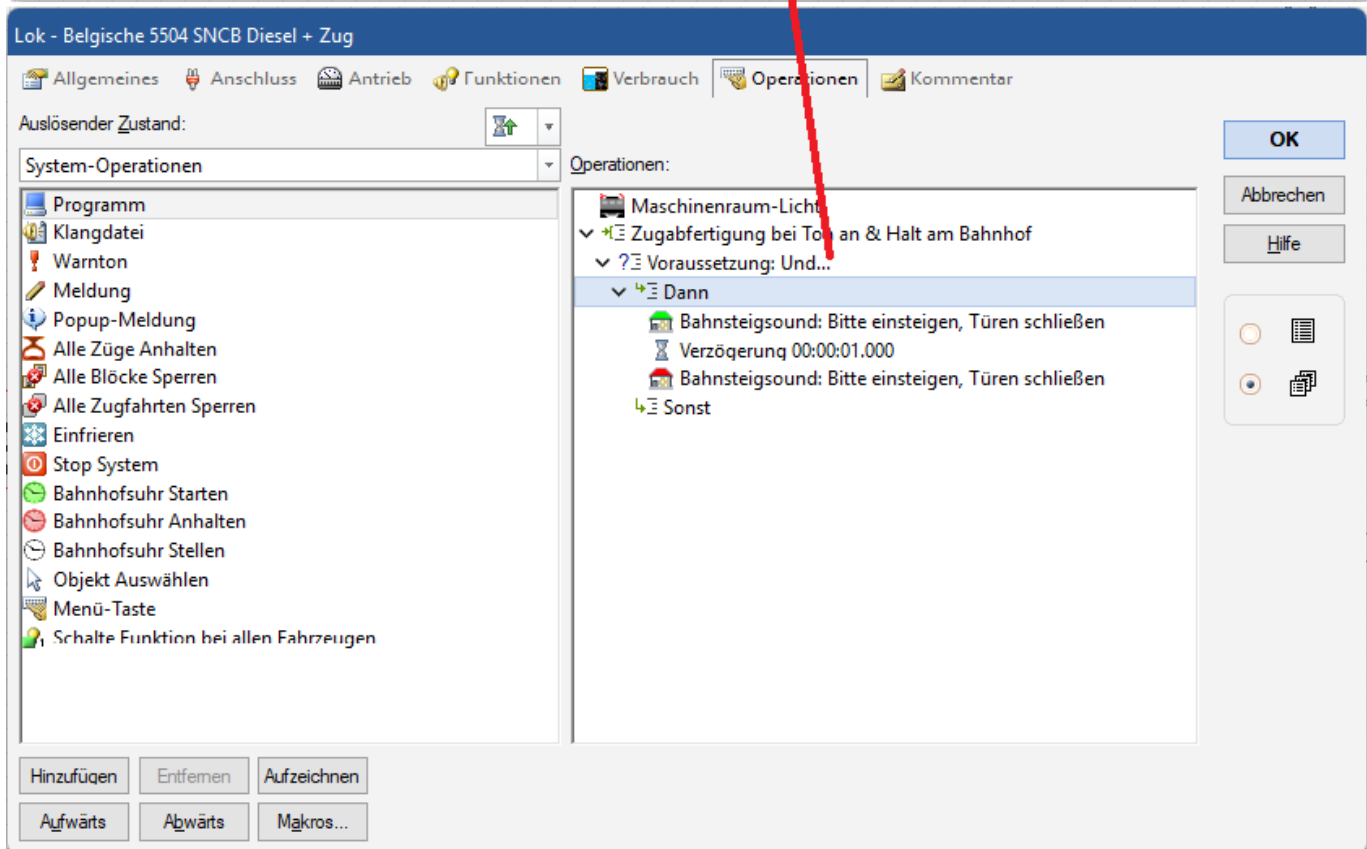 Lok - Belgische 5504 SNCB Diesel + Zug
Allgemeines Anschluss Antrieb Funktionen Verbrauch Operationen Kommentar
Auslösender Zustand:
System-Operationen
Programm
Klangdatei
Warnton
Meldung
Popup-Meldung
Alle Züge Anhalten
Alle Blöcke Sperren
Alle Zugfahrten Sperren
Einfrieren
Stop System
Bahnhofsuhr Starten
Bahnhofsuhr Anhalten
Bahnhofsuhr Stellen
Objekt Auswählen
Menü-Taste
Schalte Funktion bei allen Fahrzeugen
Hinzufügen Entfernen Aufzeichnen
Aufwärts Abwärts Makros...
Operationen:
Maschinenraum-Licht
Zugabfertigung bei Ton an & Halt am Bahnhof
Voraussetzung: Und...
Dann
Bahnsteigsound: Bitte einsteigen, Türen schließen
Verzögerung 00:00:01.000
Bahnsteigsound: Bitte einsteigen, Türen schließen
Sonst
OK
Abbrechen
Hilfe